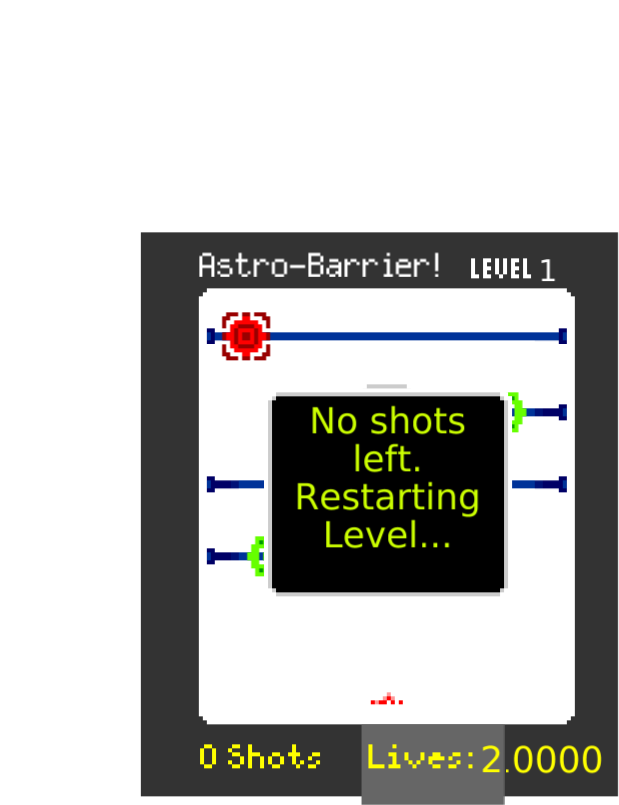 Astro-Barrier! LEVEL 1
No shots
left.
Restarting
Level...
0 Shots Lives: 2.0000